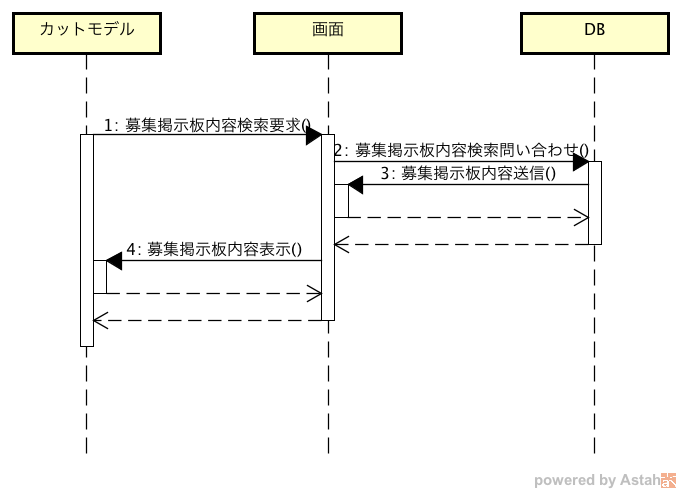 カットモデル
画面
DB
1: 募集掲示板内容検索要求()
2: 募集掲示板内容検索問い合わせ()
3: 募集掲示板内容送信()
4: 募集掲示板内容表示()
powered by Astah